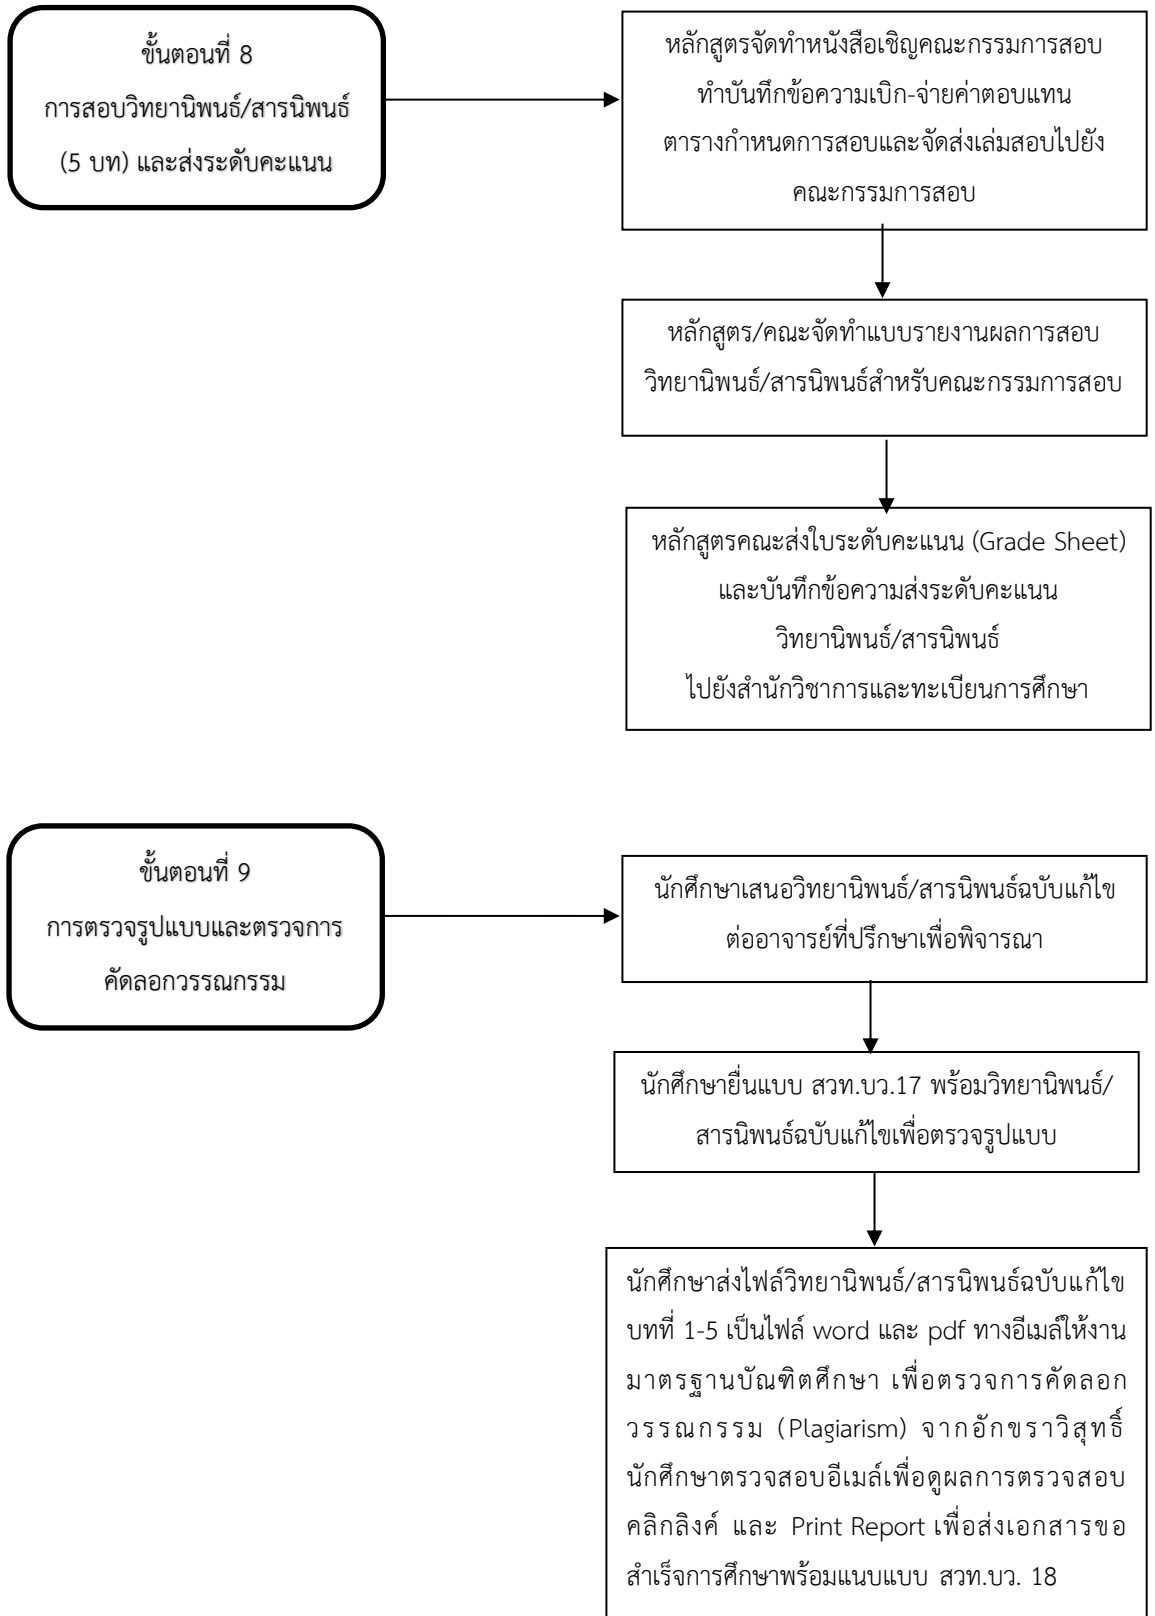 ขั้นตอนที่ 8
การสอบวิทยานิพนธ์/สารนิพนธ์
(5 บท) และส่งระดับคะแนน
หลักสูตรจัดทำหนังสือเชิญคณะกรรมการสอบ
ทำบันทึกข้อความเบิก-จ่ายค่าตอบแทน
ตารางกำหนดการสอบและจัดส่งเล่มสอบไปยัง
คณะกรรมการสอบ
หลักสูตร/คณะจัดทำแบบรายงานผลการสอบ
วิทยานิพนธ์/สารนิพนธ์สำหรับคณะกรรมการสอบ
หลักสูตรคณะส่งใบระดับคะแนน (Grade Sheet)
และบันทึกข้อความส่งระดับคะแนน
วิทยานิพนธ์/สารนิพนธ์
ไปยังสำนักวิชาการและทะเบียนการศึกษา
ขั้นตอนที่ 9
การตรวจรูปแบบและตรวจการ
คัดลอกวรรณกรรม
นักศึกษาเสนอวิทยานิพนธ์/สารนิพนธ์ฉบับแก้ไข
ต่ออาจารย์ที่ปรึกษาเพื่อพิจารณา
นักศึกษายื่นแบบ สวท.บว.17 พร้อมวิทยานิพนธ์/
สารนิพนธ์ฉบับแก้ไขเพื่อตรวจรูปแบบ
นักศึกษาส่งไฟล์วิทยานิพนธ์/สารนิพนธ์ฉบับแก้ไข
บทที่ 1-5 เป็นไฟล์ word และ pdf ทางอีเมล์ให้งาน
มาตรฐานบัณฑิตศึกษา เพื่อตรวจการคัดลอก
วรรณกรรม (Plagiarism) จากอักขราวิสุทธิ์
นักศึกษาตรวจสอบอีเมล์เพื่อดูผลการตรวจสอบ
คลิกลิงค์ และ Print Report เพื่อส่งเอกสารขอ
สำเร็จการศึกษาพร้อมแนบแบบ สวท.บว. 18